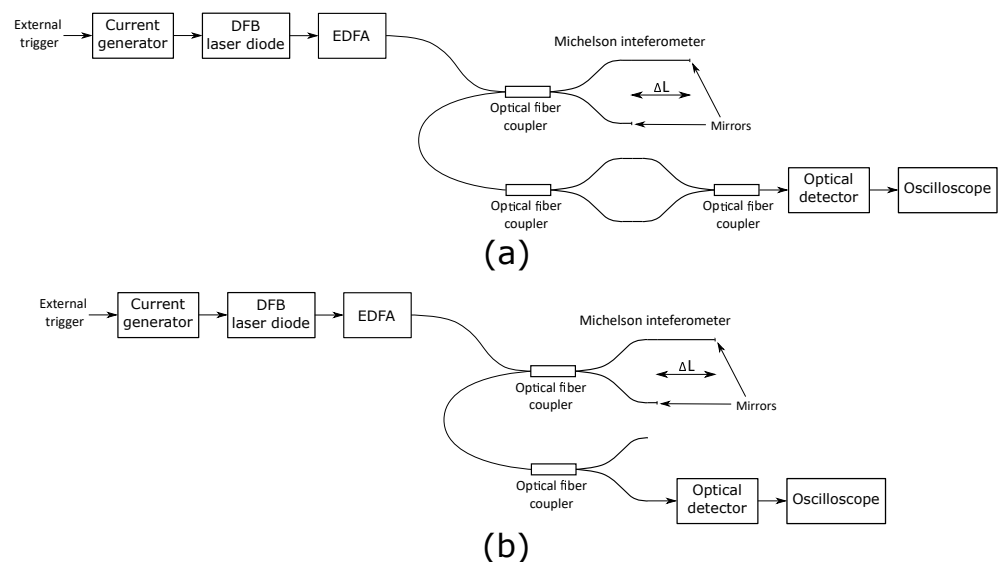 External
trigger
Current
generator
DFB
laser diode
EDFA
Michelson inteferometer
ΔL
Optical fiber
coupler
Mirrors
Optical fiber
coupler
Optical fiber
coupler
Optical
detector
Oscilloscope
(a)
External
trigger
Current
generator
DFB
laser diode
EDFA
Michelson inteferometer
ΔL
Optical fiber
coupler
Mirrors
Optical fiber
coupler
Optical
detector
Oscilloscope
(b)